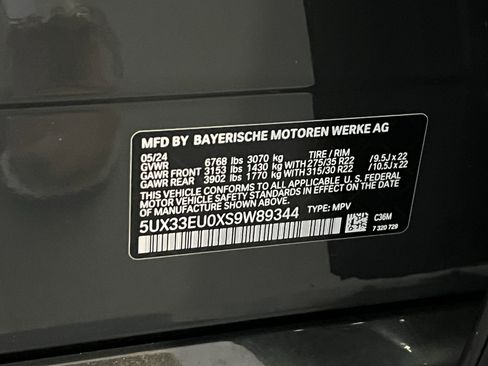 MFD BY BAYERISCHE MOTOREN WERKE AG
05/24 TIRE / RIM
GVWR 6768 lbs 3070 kg
GAWR FRONT 3153 lbs 1430 kg WITH 275/35 R22 / 9.5J x 22
GAWR REAR 3902 lbs 1770 kg WITH 315/30 R22 / 10.5J x 22
THIS VEHICLE CONFORMS TO ALL APPLICABLE U. S. FEDERAL
MOTOR VEHICLE SAFETY STANDARDS IN EFFECT ON THE DATE
OF MANUFACTURE SHOWN ABOVE.
5UX33EU0XS9W89344 TYPE: MPV
C36M
7 320 729